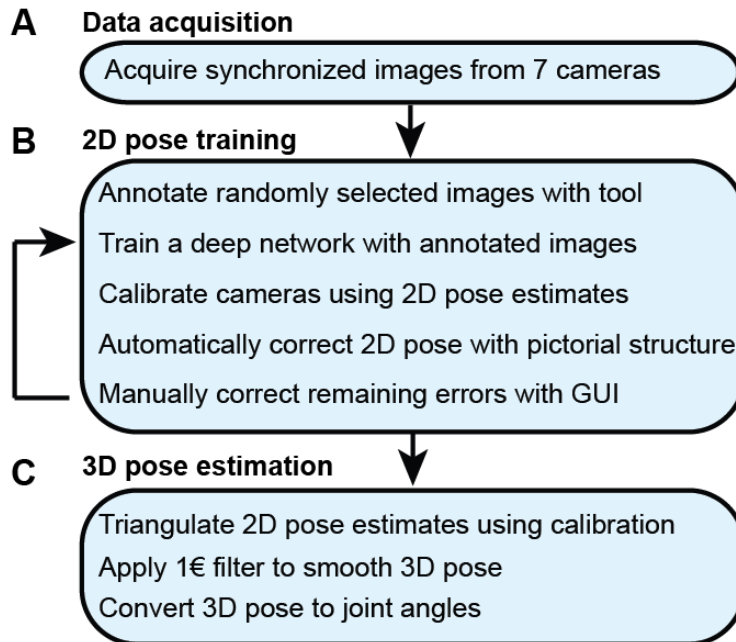 A Data acquisition
Acquire synchronized images from 7 cameras
B 2D pose training
Annotate randomly selected images with tool
Train a deep network with annotated images
Calibrate cameras using 2D pose estimates
Automatically correct 2D pose with pictorial structure
Manually correct remaining errors with GUI
C 3D pose estimation
Triangulate 2D pose estimates using calibration
Apply 1€ filter to smooth 3D pose
Convert 3D pose to joint angles